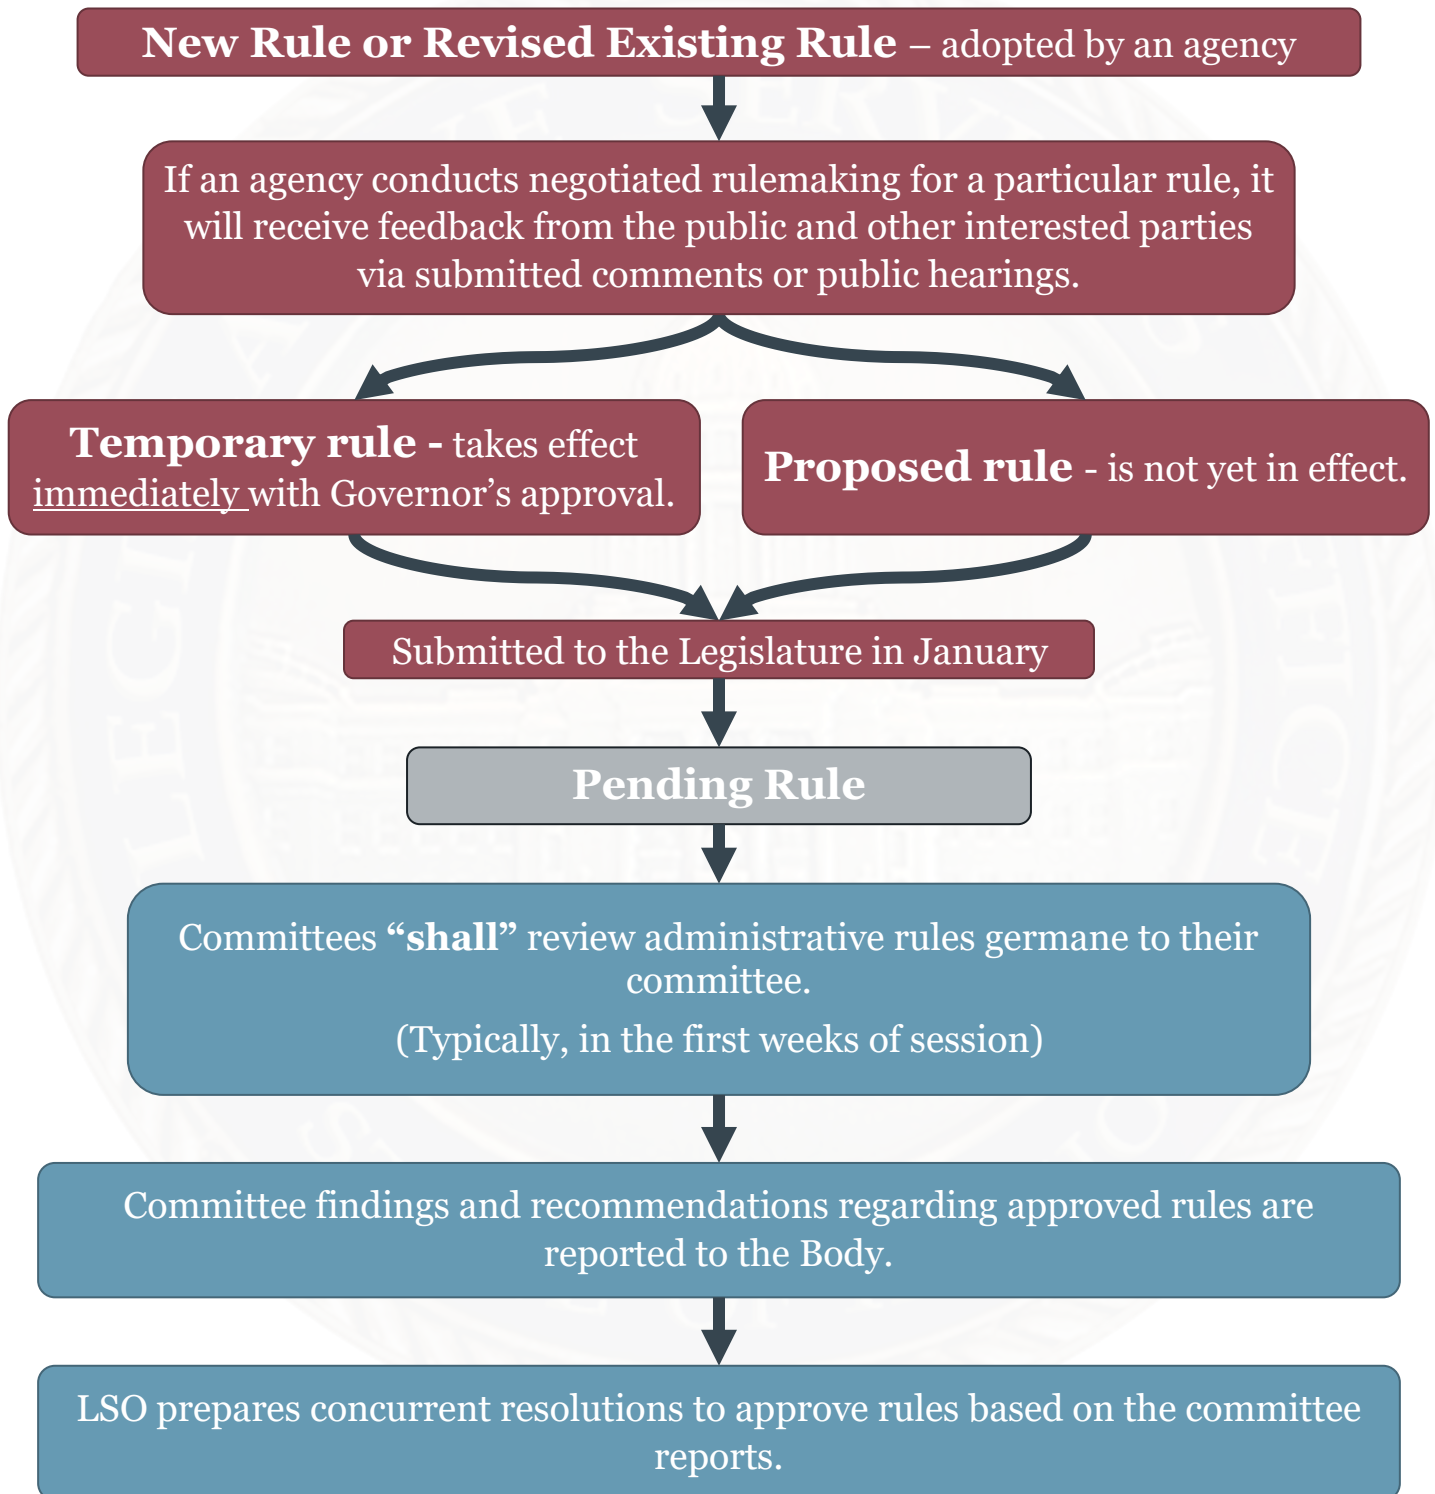 New Rule or Revised Existing Rule – adopted by an agency
If an agency conducts negotiated rulemaking for a particular rule, it
will receive feedback from the public and other interested parties
via submitted comments or public hearings.
Temporary rule - takes effect
immediately with Governor’s approval.
Proposed rule - is not yet in effect.
Submitted to the Legislature in January
Pending Rule
Committees “shall” review administrative rules germane to their
committee.
(Typically, in the first weeks of session)
Committee findings and recommendations regarding approved rules are
reported to the Body.
LSO prepares concurrent resolutions to approve rules based on the committee
reports.